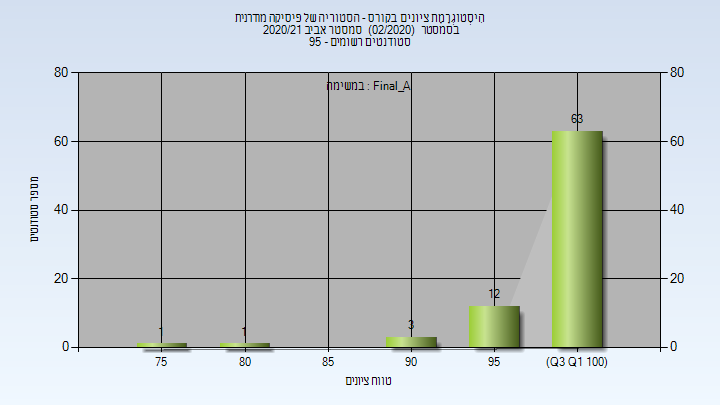 היסטוגרמת ציונים בקורס - הסטוריה של פיסיקה מודרנית
בסמסטר (02/2020) סמסטר אביב 2020/21
סטודנטים רשומים - 95
במשימה : Final_A
80
60
40
20
0
80
60
40
20
0
מספר סטודנטים
1
1
3
12
63
75
80
85
90
95
(Q3 Q1 100)
טווח ציונים